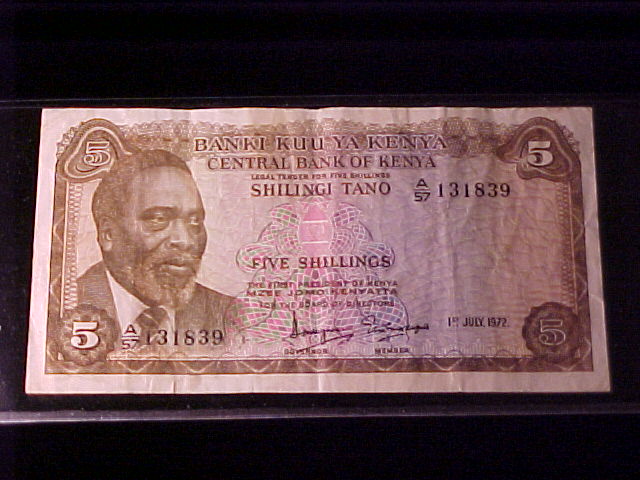 5 5
BANKI KUU YA KENYA
CENTRAL BANK OF KENYA
LEGAL TENDER FOR FIVE SHILLINGS
SHILINGI TANO A/57 131839
FIVE SHILLINGS
THE FIRST PRESIDENT OF KENYA
MZEE JOMO KENYATTA
FOR THE BOARD OF DIRECTORS
5 A/57 131839 1ST JULY, 1972. 5
GOVERNOR MEMBER